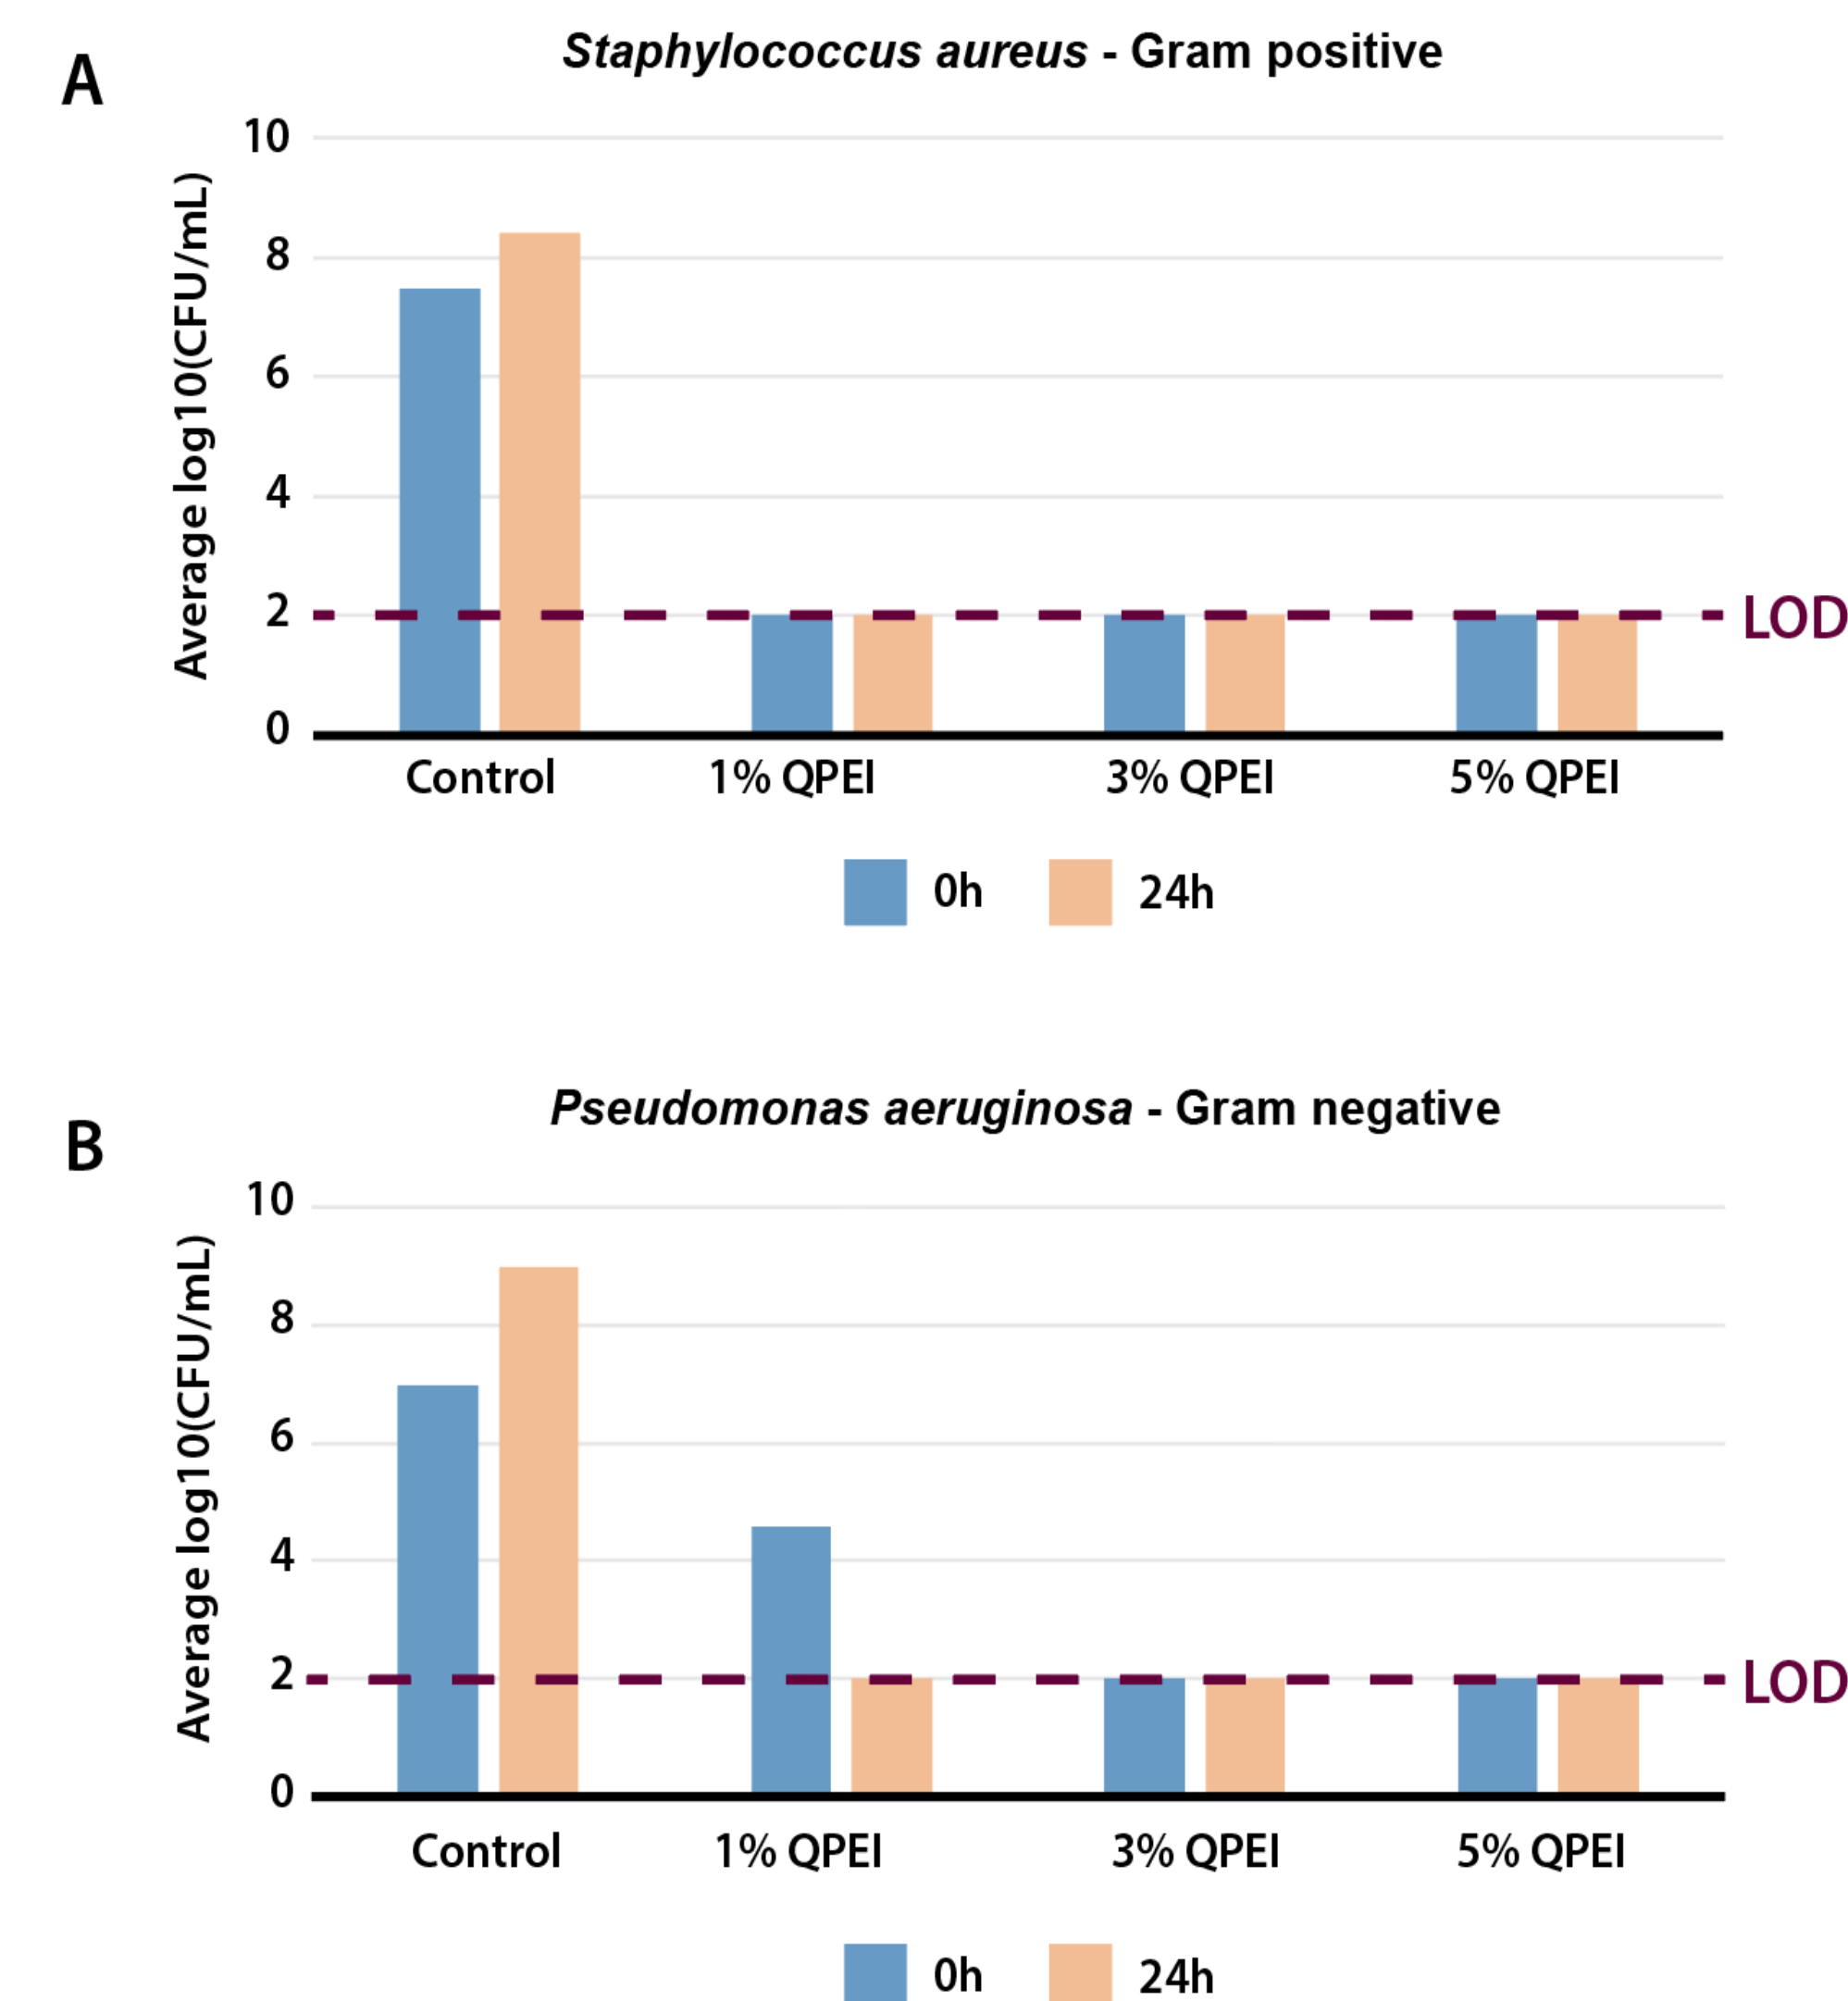 A
Staphylococcus aureus - Gram positive
Average log10(CFU/mL)
10
8
6
4
2
0
LOD
Control 1% QPEI 3% QPEI 5% QPEI
0h 24h
B
Pseudomonas aeruginosa - Gram negative
Average log10(CFU/mL)
10
8
6
4
2
0
LOD
Control 1% QPEI 3% QPEI 5% QPEI
0h 24h